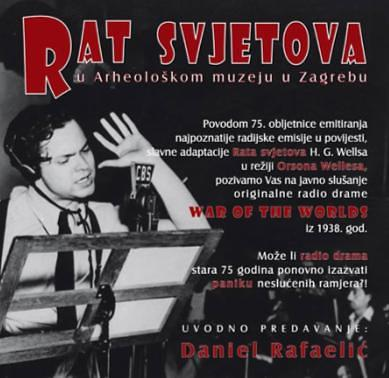 RAT SVJETOVA
u Arheološkom muzeju u Zagrebu
Povodom 75. obljetnice emitiranja
najpoznatije radijske emisije u povijesti,
slavne adaptacije Rata svjetova H. G. Wellsa
u režiji Orsona Wellesa,
pozivamo Vas na javno slušanje
originalne radio drame
WAR OF THE WORLDS
iz 1938. god.
CBS
Može li radio drama
stara 75 godina ponovno izazvati
paniku neslućenih ramjera?!
UVODNO PREDAVANJE:
Daniel Rafaelić